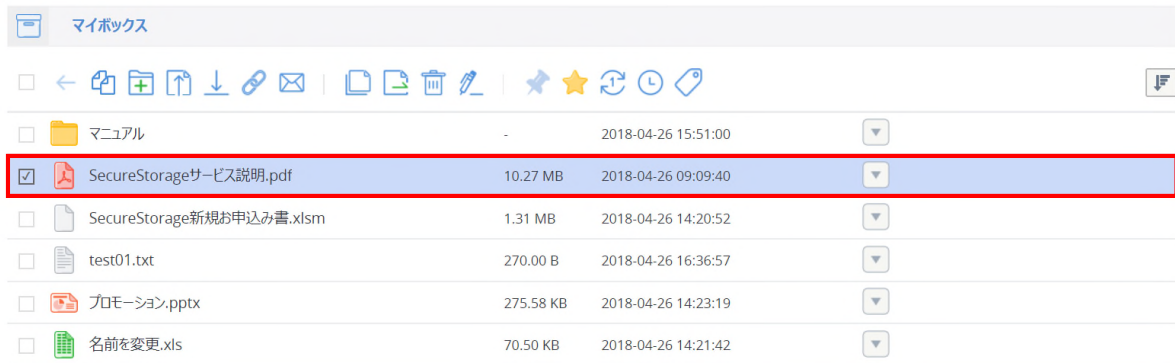 マイボックス
マニュアル - 2018-04-26 15:51:00
SecureStorageサービス説明.pdf 10.27 MB 2018-04-26 09:09:40
SecureStorage新規お申込み書.xlsm 1.31 MB 2018-04-26 14:20:52
test01.txt 270.00 B 2018-04-26 16:36:57
プロモーション.pptx 275.58 KB 2018-04-26 14:23:19
名前を変更.xls 70.50 KB 2018-04-26 14:21:42